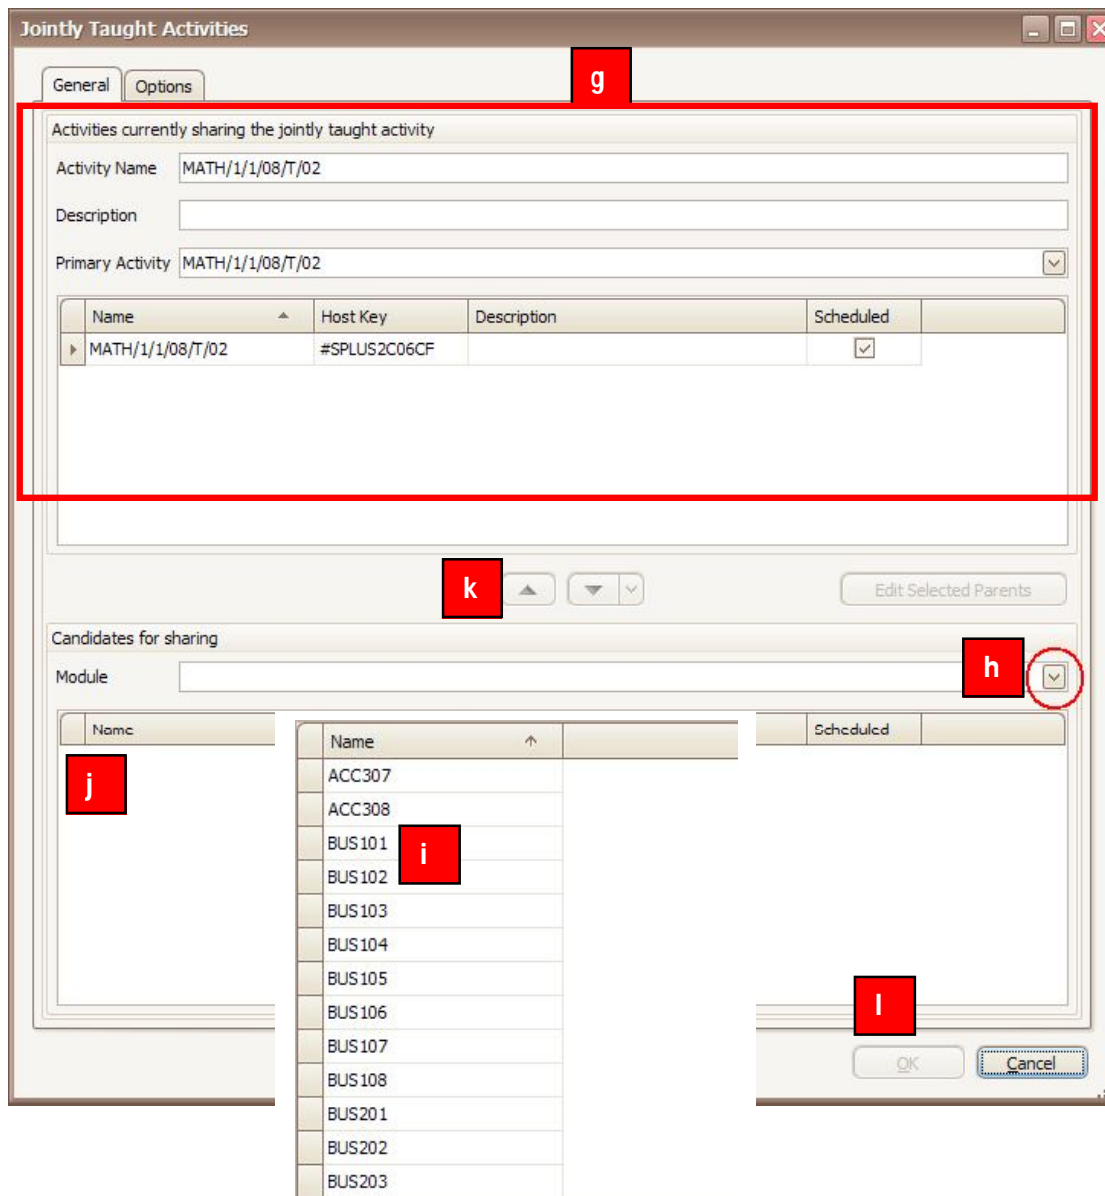 Jointly Taught Activities
g
General Options
Activities currently sharing the jointly taught activity
Activity Name MATH/1/1/08/T/02
Description
Primary Activity MATH/1/1/08/T/02
Name Host Key Description Scheduled
MATH/1/1/08/T/02 #SPLUS2C06CF
k
Edit Selected Parents
Candidates for sharing
h
Module
Name Scheduled
j
Name
ACC307
ACC308
BUS101
i
BUS102
BUS103
BUS104
BUS105
BUS106
BUS107
BUS108
BUS201
BUS202
BUS203
l
OK Cancel